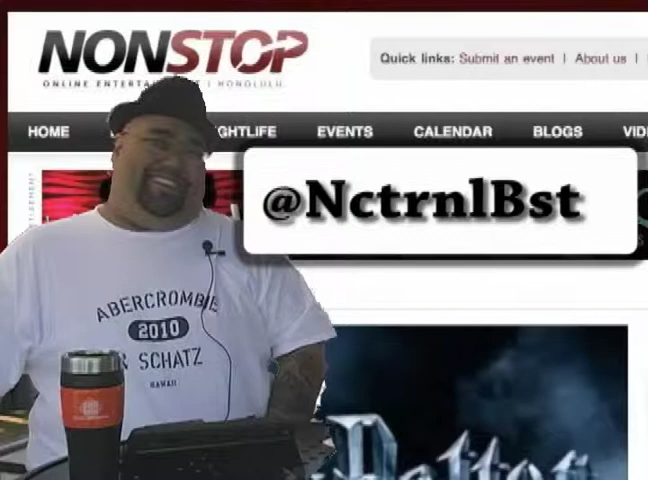 NONSTOP
ONLINE ENTERTAINMENT | HONOLULU
Quick links: Submit an event | About us |
HOME
GHTLIFE EVENTS CALENDAR BLOGS VID
@NctrnlBst
ABERCROMBIE
2010
SCHATZ
HAWAII